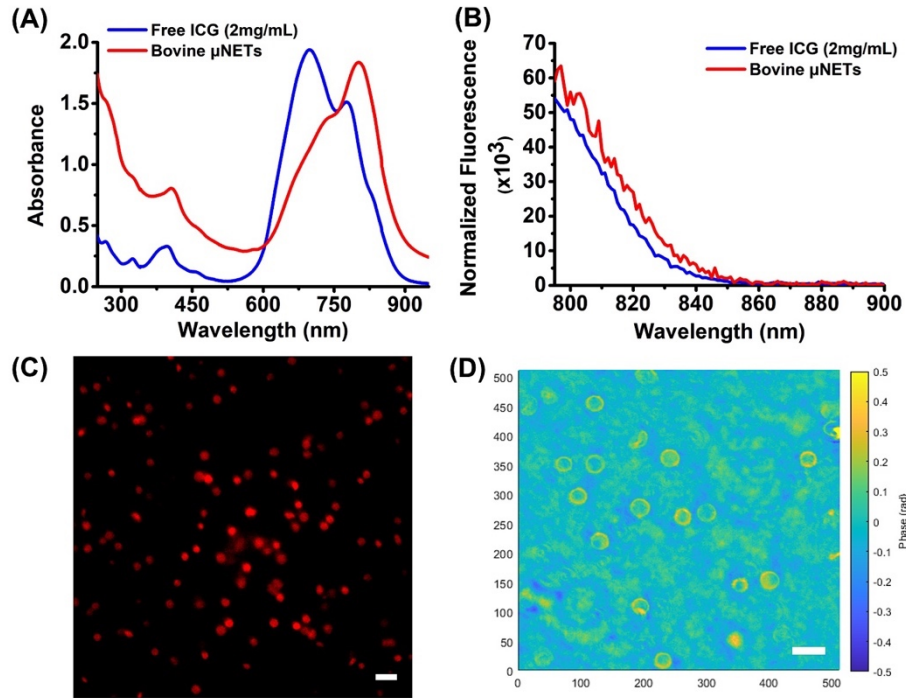 (A)
Free ICG (2mg/mL)
Bovine µNETs
2.0
1.5
1.0
0.5
0.0
Absorbance
300 450 600 750 900
Wavelength (nm)
(B)
Free ICG (2mg/mL)
Bovine µNETs
70
60
50
40
30
20
10
0
Normalized Fluorescence
(x10³)
800 820 840 860 880 900
Wavelength (nm)
(C)
(D)
500
450
400
350
300
250
200
150
100
50
0
0 100 200 300 400 500
0.5
0.4
0.3
0.2
0.1
0
-0.1
-0.2
-0.3
-0.4
-0.5
Phase (rad)